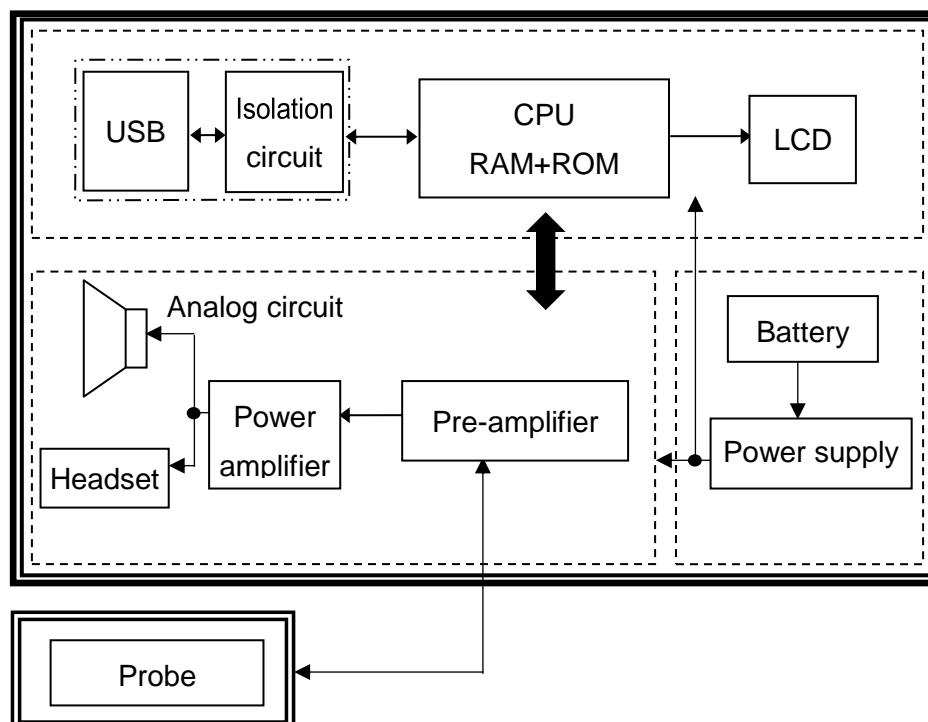 USB
Isolation
circuit
CPU
RAM+ROM
LCD
Analog circuit
Battery
Power
amplifier
Pre-amplifier
Power supply
Headset
Probe